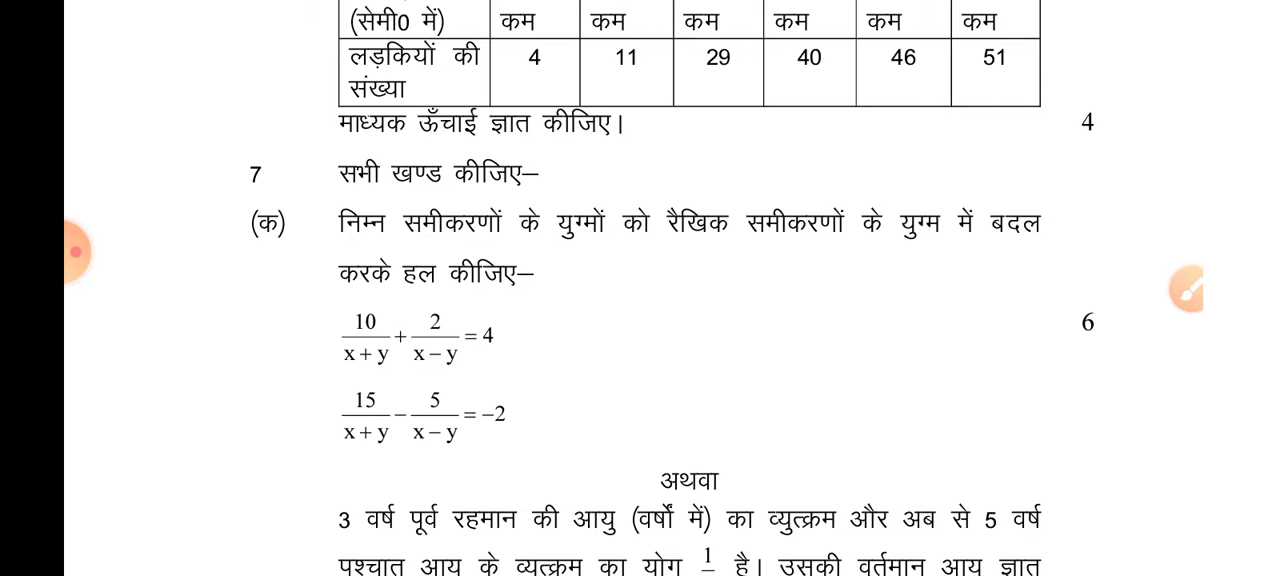 (सेमी0 में) कम कम कम कम कम कम
लड़कियों की 4 11 29 40 46 51
संख्या
माध्यक ऊँचाई ज्ञात कीजिए। 4
7 सभी खण्ड कीजिए–
(क) निम्न समीकरणों के युग्मों को रैखिक समीकरणों के युग्म में बदल
करके हल कीजिए–
10/(x + y) + 2/(x – y) = 4 6
15/(x + y) – 5/(x – y) = –2
अथवा
3 वर्ष पूर्व रहमान की आयु (वर्षों में) का व्युत्क्रम और अब से 5 वर्ष
पश्चात आयु के व्युत्क्रम का योग 1 है। उसकी वर्तमान आयु ज्ञात